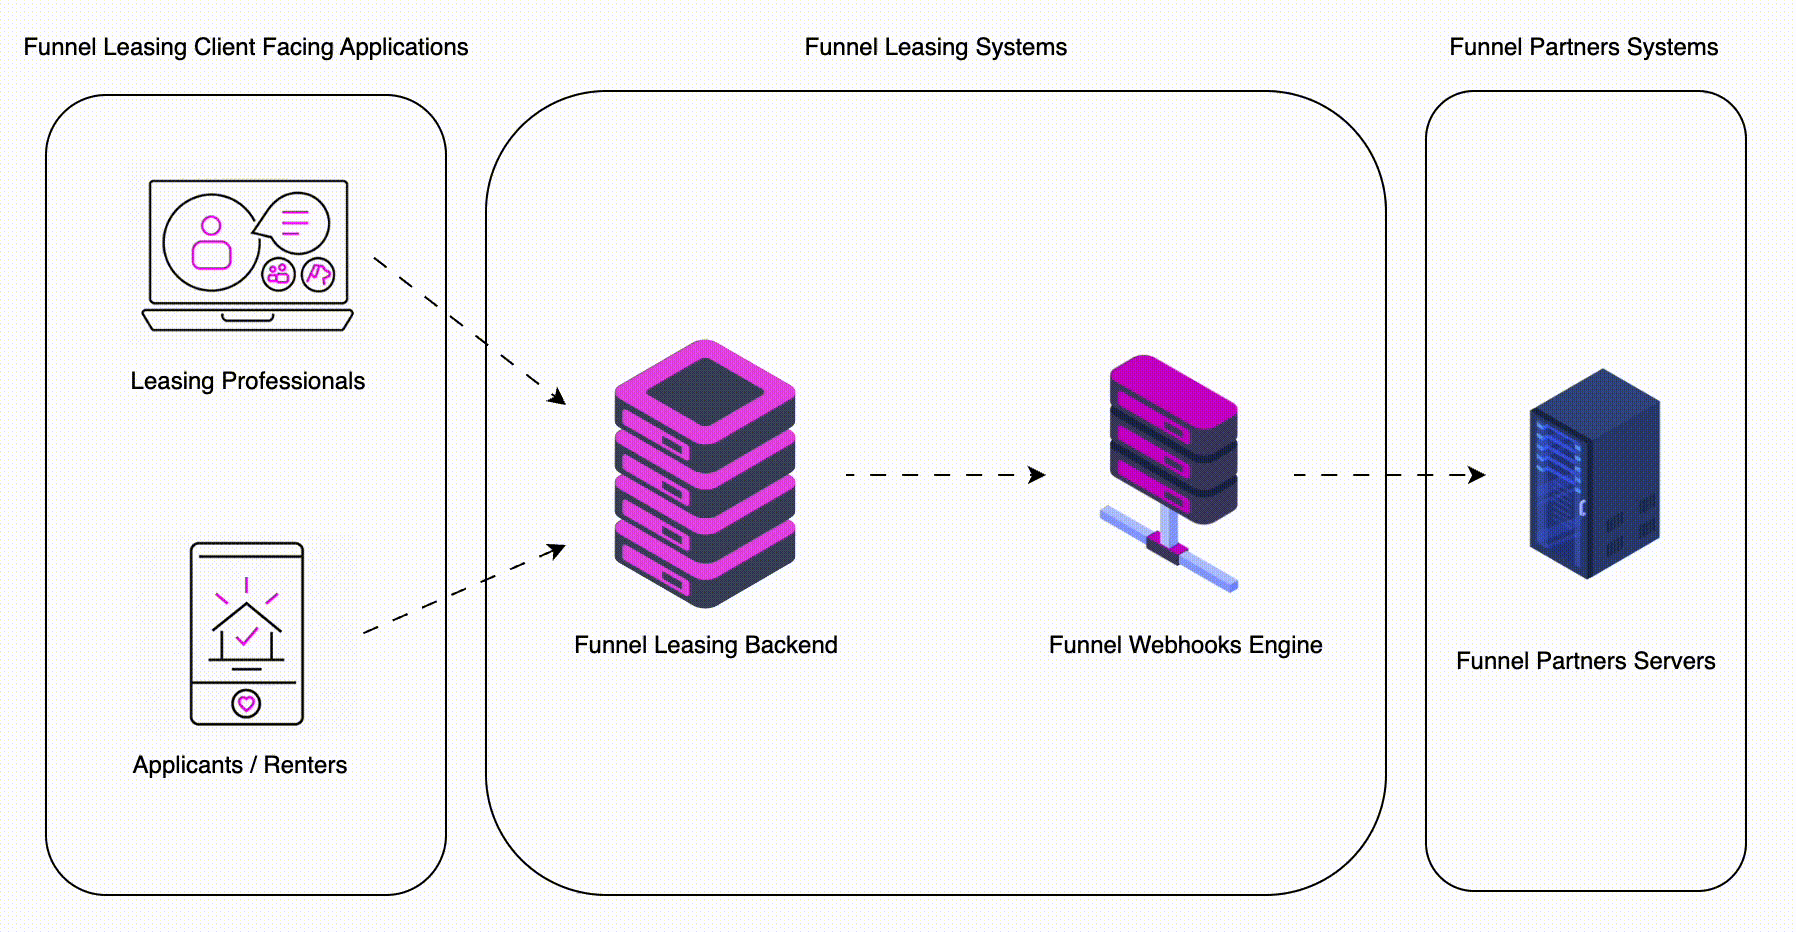 Funnel Leasing Client Facing Applications
Funnel Leasing Systems
Funnel Partners Systems
Leasing Professionals
Applicants / Renters
Funnel Leasing Backend
Funnel Webhooks Engine
Funnel Partners Servers